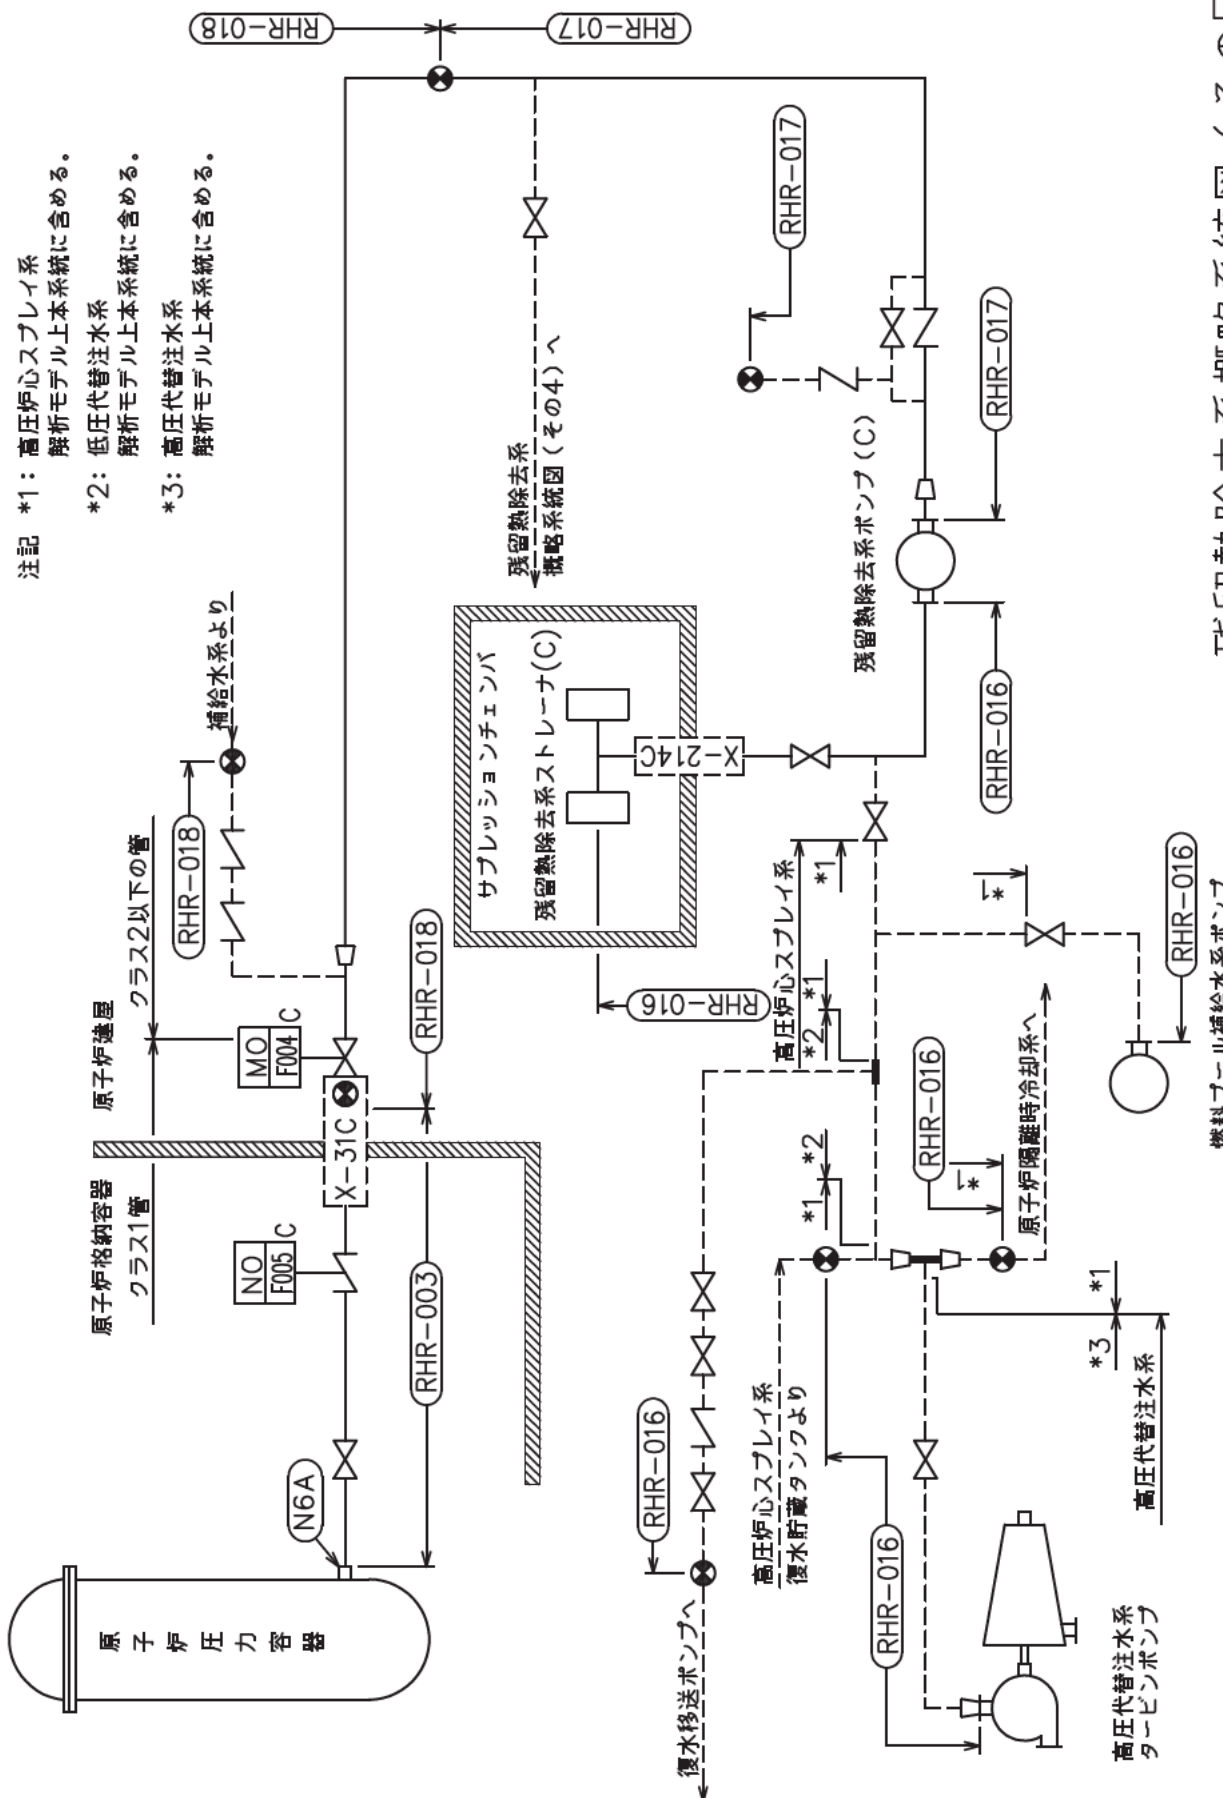 注記 *1：高圧炉心スプレイ系
解析モデル上本系統に含める。
*2：低圧代替注水系
解析モデル上本系統に含める。
*3：高圧代替注水系
解析モデル上本系統に含める。
原子炉格納容器
原子炉建屋
クラス1管
クラス2以下の管
原子炉圧力容器
N6A
NO
F005
C
X-31C
MO
F004
C
RHR-003
RHR-018
RHR-018
補給水系より
RHR-018
RHR-017
残留熱除去系
概略系統図（その4）へ
サプレッションチェンバ
残留熱除去系ストレーナ(C)
X-214C
RHR-016
RHR-017
残留熱除去系ポンプ(C)
RHR-016
RHR-017
復水移送ポンプへ
RHR-016
高圧炉心スプレイ系
*2
*1
*1
高圧炉心スプレイ系
復水貯蔵タンクより
*1
*2
RHR-016
RHR-016
*1
原子炉隔離時冷却系へ
*1
RHR-016
燃料プール補給水系ポンプ
*3
*1
高圧代替注水系
高圧代替注水系
タービンポンプ